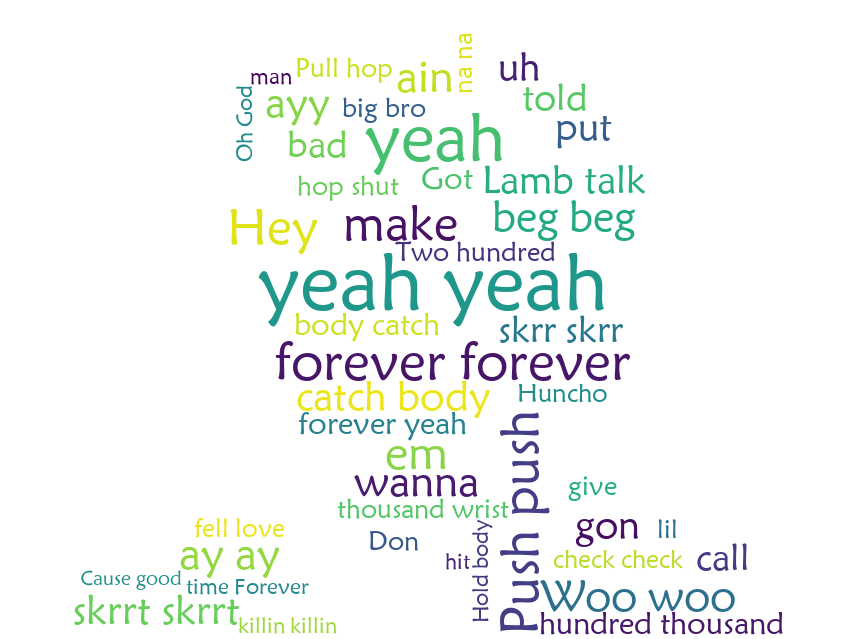 na na
Pull hop
uh
man
ain
told
Oh God
ayy
big bro
put
yeah
bad
hop shut
Got
Lamb talk
Hey
make
beg beg
Two hundred
yeah yeah
body catch
skrr skrr
forever forever
catch body
Huncho
forever yeah
Push push
em
wanna
give
thousand wrist
fell love
gon
lil
Don
Hold body
ay ay
hit
check check
call
Cause good
time Forever
Woo woo
skrrt skrrt
killin killin
hundred thousand